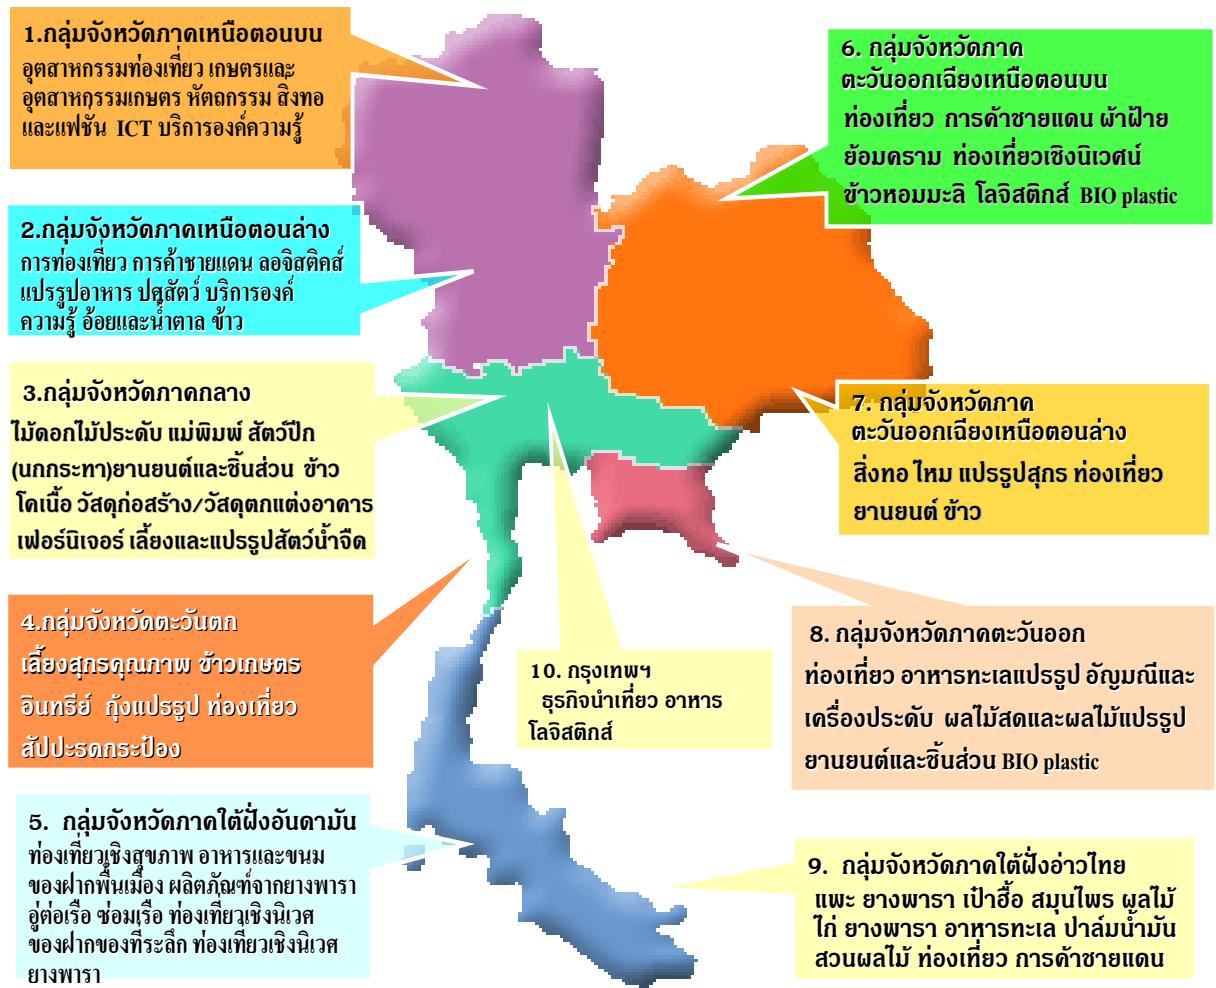 1.กลุ่มจังหวัดภาคเหนือตอนบน
อุตสาหกรรมท่องเที่ยว เกษตรและ
อุตสาหกรรมเกษตร หัตถกรรม สิ่งทอ
และแฟชั่น ICT บริการองค์ความรู้
2.กลุ่มจังหวัดภาคเหนือตอนล่าง
การท่องเที่ยว การค้าชายแดน ลอจิสติคส์
แปรรูปอาหาร ปศุสัตว์ บริการองค์
ความรู้ อ้อยและน้ำตาล ข้าว
3.กลุ่มจังหวัดภาคกลาง
ไม้ดอกไม้ประดับ แม่พิมพ์ สัตว์ปีก
(นกกระทา)ยานยนต์และชิ้นส่วน ข้าว
โคเนื้อ วัสดุก่อสร้าง/วัสดุตกแต่งอาคาร
เฟอร์นิเจอร์ เลี้ยงและแปรรูปสัตว์น้ำจืด
4.กลุ่มจังหวัดตะวันตก
เลี้ยงสุกรคุณภาพ ข้าวเกษตร
อินทรีย์ กุ้งแปรรูป ท่องเที่ยว
สัปปะรดกระป๋อง
5. กลุ่มจังหวัดภาคใต้ฝั่งอันดามัน
ท่องเที่ยวเชิงสุขภาพ อาหารและขนม
ของฝากพื้นเมือง ผลิตภัณฑ์จากยางพารา
อู่ต่อเรือ ซ่อมเรือ ท่องเที่ยวเชิงนิเวศ
ของฝากของที่ระลึก ท่องเที่ยวเชิงนิเวศ
ยางพารา
6. กลุ่มจังหวัดภาค
ตะวันออกเฉียงเหนือตอนบน
ท่องเที่ยว การค้าชายแดน ผ้าฝ้าย
ย้อมคราม ท่องเที่ยวเชิงนิเวศน์
ข้าวหอมมะลิ โลจิสติกส์ BIO plastic
7. กลุ่มจังหวัดภาค
ตะวันออกเฉียงเหนือตอนล่าง
สิ่งทอ ไหม แปรรูปสุกร ท่องเที่ยว
ยานยนต์ ข้าว
8. กลุ่มจังหวัดภาคตะวันออก
ท่องเที่ยว อาหารทะเลแปรรูป อัญมณีและ
เครื่องประดับ ผลไม้สดและผลไม้แปรรูป
ยานยนต์และชิ้นส่วน BIO plastic
9. กลุ่มจังหวัดภาคใต้ฝั่งอ่าวไทย
แพะ ยางพารา เป๋าฮื้อ สมุนไพร ผลไม้
ไก่ ยางพารา อาหารทะเล ปาล์มน้ำมัน
สวนผลไม้ ท่องเที่ยว การค้าชายแดน
10. กรุงเทพฯ
ธุรกิจนำเที่ยว อาหาร
โลจิสติกส์